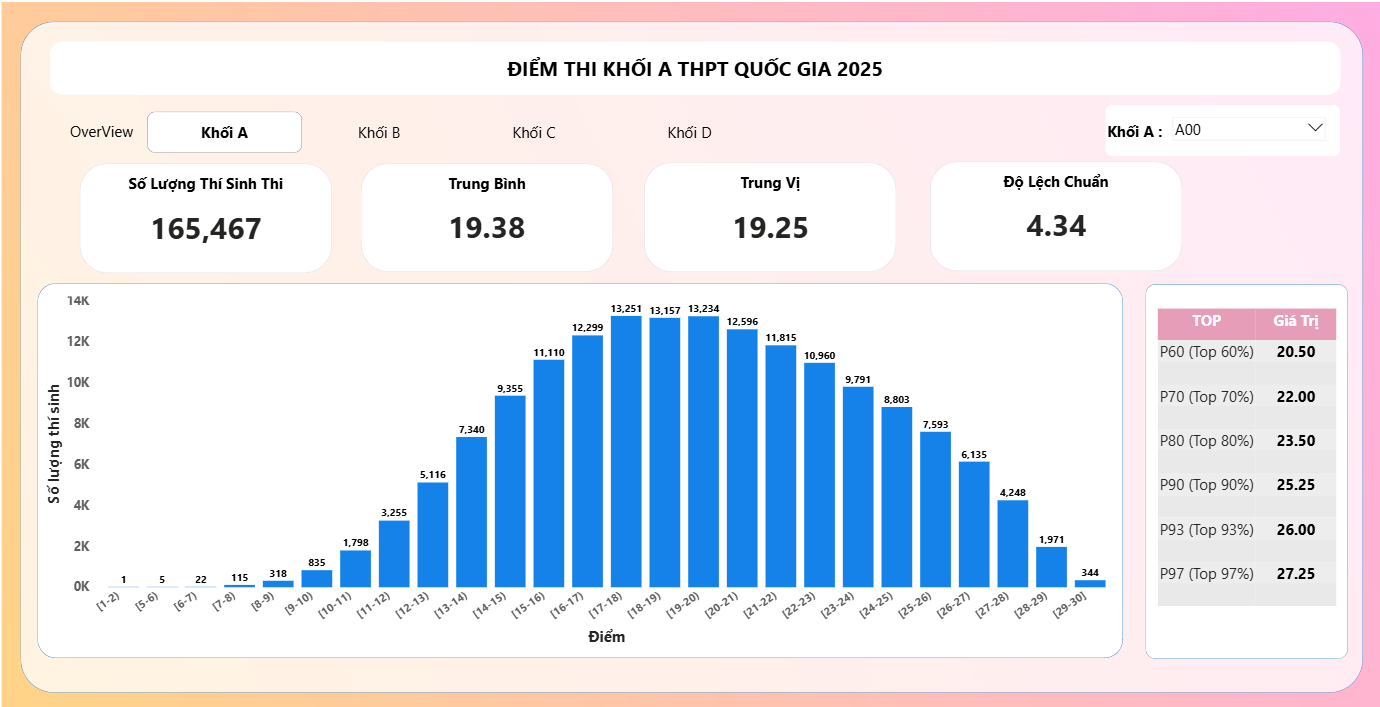 ĐIỂM THI KHỐI A THPT QUỐC GIA 2025
OverView
Khối A
Khối B
Khối C
Khối D
Khối A :
A00
Số Lượng Thí Sinh Thi
165,467
Trung Bình
19.38
Trung Vị
19.25
Độ Lệch Chuẩn
4.34
Số lượng thí sinh
14K
12K
10K
8K
6K
4K
2K
0K
1
5
22
115
318
835
1,798
3,255
5,116
7,340
9,355
11,110
12,299
13,251
13,157
13,234
12,596
11,815
10,960
9,791
8,803
7,593
6,135
4,248
1,971
344
[1-2)
[5-6)
[6-7)
[7-8)
[8-9)
[9-10)
[10-11)
[11-12)
[12-13)
[13-14)
[14-15)
[15-16)
[16-17)
[17-18)
[18-19)
[19-20)
[20-21)
[21-22)
[22-23)
[23-24)
[24-25)
[25-26)
[26-27)
[27-28)
[28-29)
[29-30]
Điểm
TOP Giá Trị
P60 (Top 60%) 20.50
P70 (Top 70%) 22.00
P80 (Top 80%) 23.50
P90 (Top 90%) 25.25
P93 (Top 93%) 26.00
P97 (Top 97%) 27.25